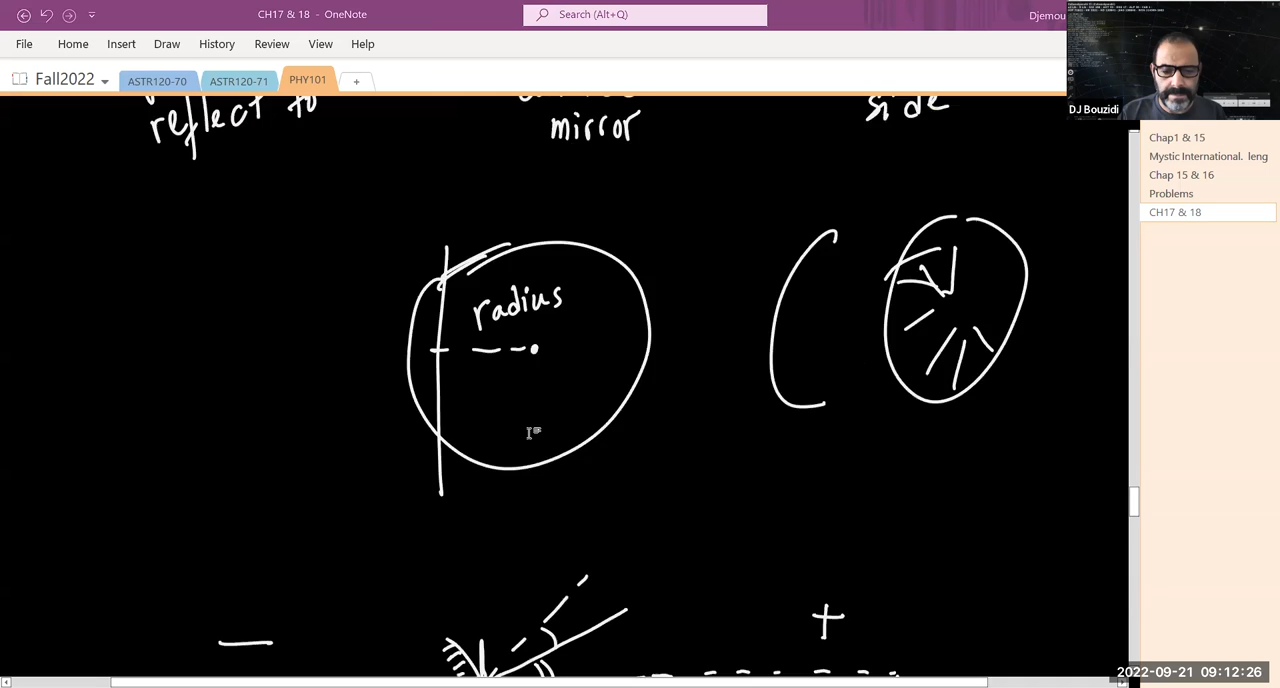 CH17 & 18 - OneNote
Search (Alt+Q)
Djemou
File Home Insert Draw History Review View Help
Fall2022 ASTR120-70 ASTR120-71 PHY101 +
DJ Bouzidi
Chap1 & 15
Mystic International. leng
Chap 15 & 16
Problems
CH17 & 18
reflect to
mirror
side
radius
− +
2022-09-21 09:12:26